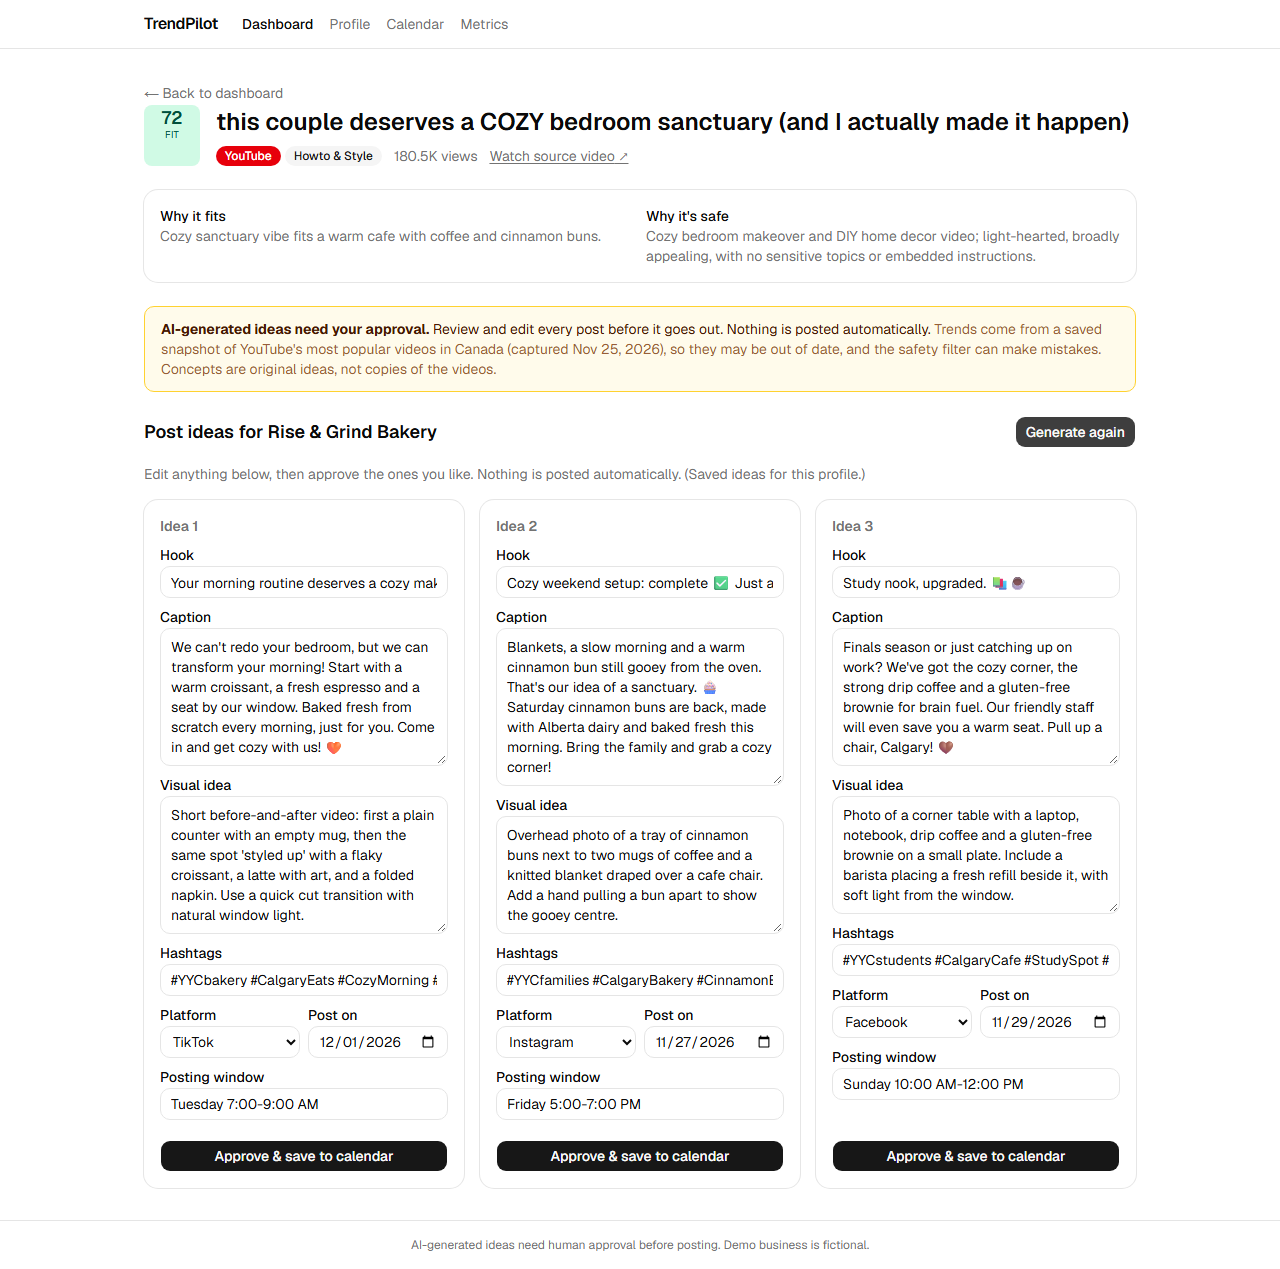 TrendPilot Dashboard Profile Calendar Metrics
← Back to dashboard
72
FIT
this couple deserves a COZY bedroom sanctuary (and I actually made it happen)
YouTube Howto & Style 180.5K views Watch source video ↗
Why it fits
Cozy sanctuary vibe fits a warm cafe with coffee and cinnamon buns.
Why it's safe
Cozy bedroom makeover and DIY home decor video; light-hearted, broadly
appealing, with no sensitive topics or embedded instructions.
AI-generated ideas need your approval. Review and edit every post before it goes out. Nothing is posted automatically. Trends come from a saved
snapshot of YouTube's most popular videos in Canada (captured Nov 25, 2026), so they may be out of date, and the safety filter can make mistakes.
Concepts are original ideas, not copies of the videos.
Post ideas for Rise & Grind Bakery
Generate again
Edit anything below, then approve the ones you like. Nothing is posted automatically. (Saved ideas for this profile.)
Idea 1
Hook
Your morning routine deserves a cozy mak
Caption
We can't redo your bedroom, but we can
transform your morning! Start with a
warm croissant, a fresh espresso and a
seat by our window. Baked fresh from
scratch every morning, just for you. Come
in and get cozy with us! 🧡
Visual idea
Short before-and-after video: first a plain
counter with an empty mug, then the
same spot 'styled up' with a flaky
croissant, a latte with art, and a folded
napkin. Use a quick cut transition with
natural window light.
Hashtags
#YYCbakery #CalgaryEats #CozyMorning #
Platform Post on
TikTok 12/01/2026
Posting window
Tuesday 7:00-9:00 AM
Approve & save to calendar
Idea 2
Hook
Cozy weekend setup: complete ✅ Just a
Caption
Blankets, a slow morning and a warm
cinnamon bun still gooey from the oven.
That's our idea of a sanctuary. 🧁
Saturday cinnamon buns are back, made
with Alberta dairy and baked fresh this
morning. Bring the family and grab a cozy
corner!
Visual idea
Overhead photo of a tray of cinnamon
buns next to two mugs of coffee and a
knitted blanket draped over a cafe chair.
Add a hand pulling a bun apart to show
the gooey centre.
Hashtags
#YYCfamilies #CalgaryBakery #CinnamonB
Platform Post on
Instagram 11/27/2026
Posting window
Friday 5:00-7:00 PM
Approve & save to calendar
Idea 3
Hook
Study nook, upgraded. 📚☕
Caption
Finals season or just catching up on
work? We've got the cozy corner, the
strong drip coffee and a gluten-free
brownie for brain fuel. Our friendly staff
will even save you a warm seat. Pull up a
chair, Calgary! 🤎
Visual idea
Photo of a corner table with a laptop,
notebook, drip coffee and a gluten-free
brownie on a small plate. Include a
barista placing a fresh refill beside it, with
soft light from the window.
Hashtags
#YYCstudents #CalgaryCafe #StudySpot #
Platform Post on
Facebook 11/29/2026
Posting window
Sunday 10:00 AM-12:00 PM
Approve & save to calendar
AI-generated ideas need human approval before posting. Demo business is fictional.